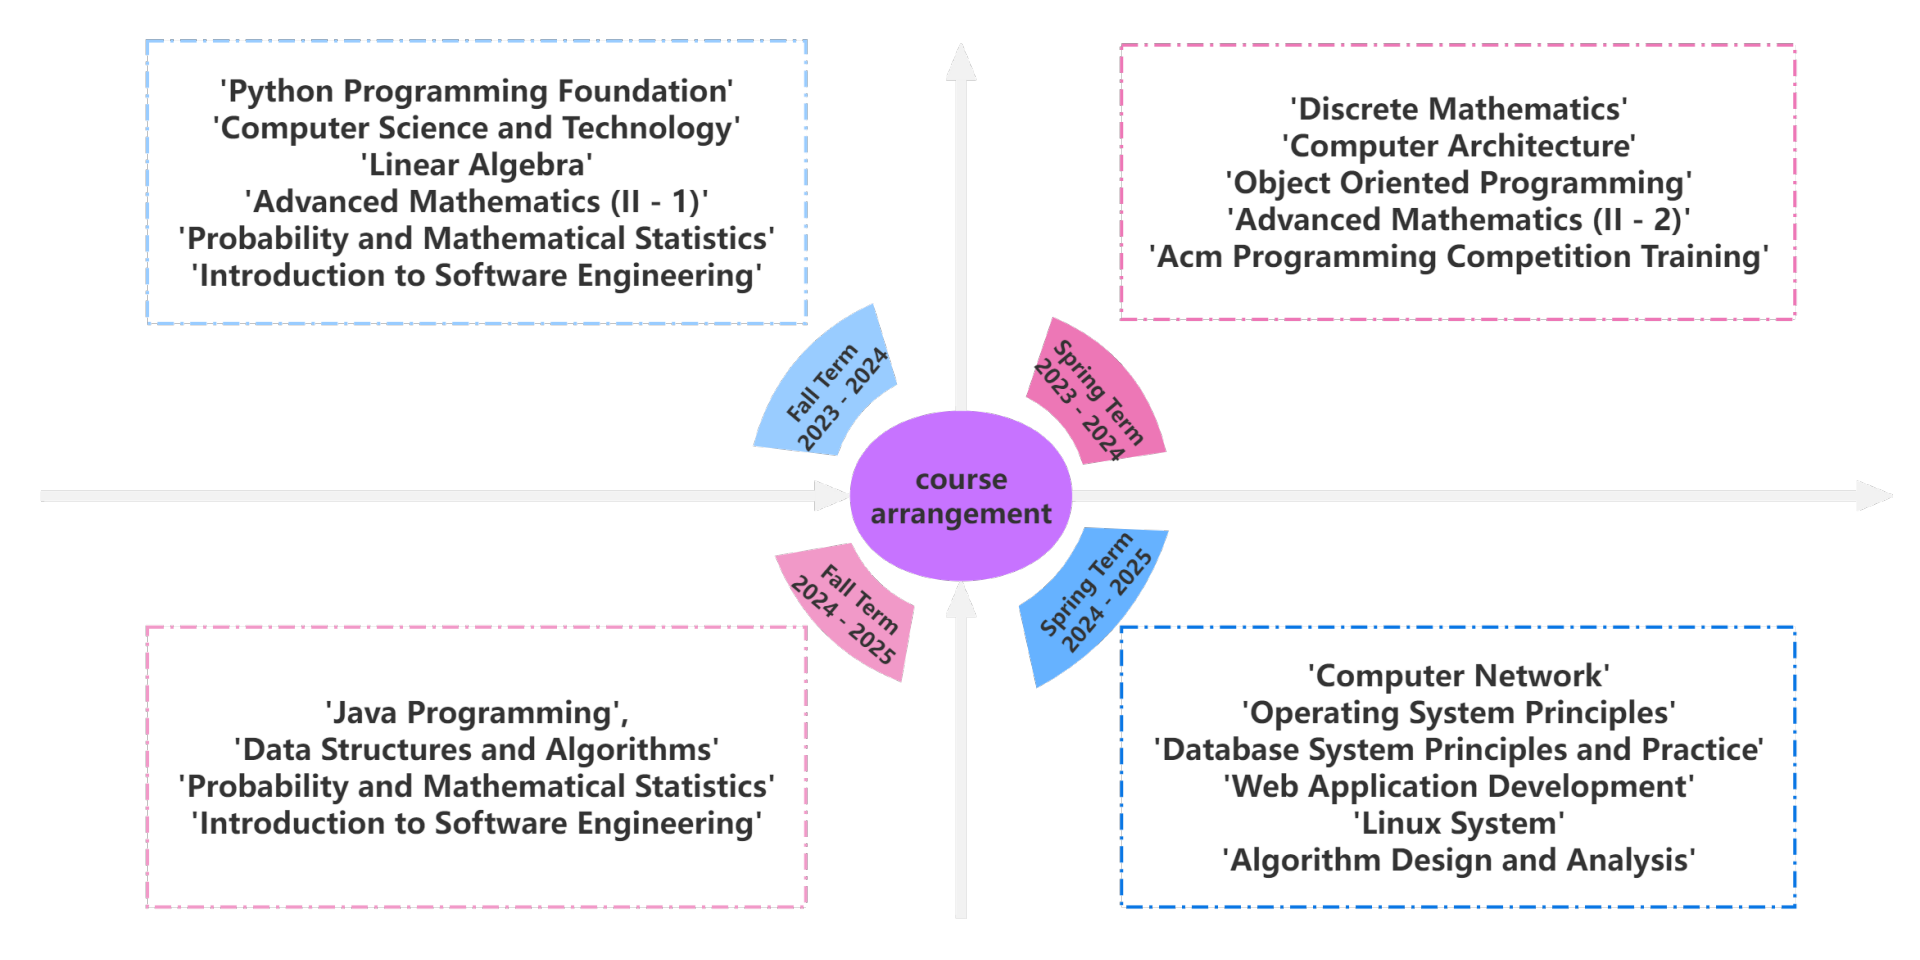 'Python Programming Foundation'
'Computer Science and Technology'
'Linear Algebra'
'Advanced Mathematics (II - 1)'
'Probability and Mathematical Statistics'
'Introduction to Software Engineering'
'Discrete Mathematics'
'Computer Architecture'
'Object Oriented Programming'
'Advanced Mathematics (II - 2)'
'Acm Programming Competition Training'
Fall Term
2023 - 2024
Spring Term
2023 - 2024
course
arrangement
Fall Term
2024 - 2025
Spring Term
2024 - 2025
'Java Programming',
'Data Structures and Algorithms'
'Probability and Mathematical Statistics'
'Introduction to Software Engineering'
'Computer Network'
'Operating System Principles'
'Database System Principles and Practice'
'Web Application Development'
'Linux System'
'Algorithm Design and Analysis'